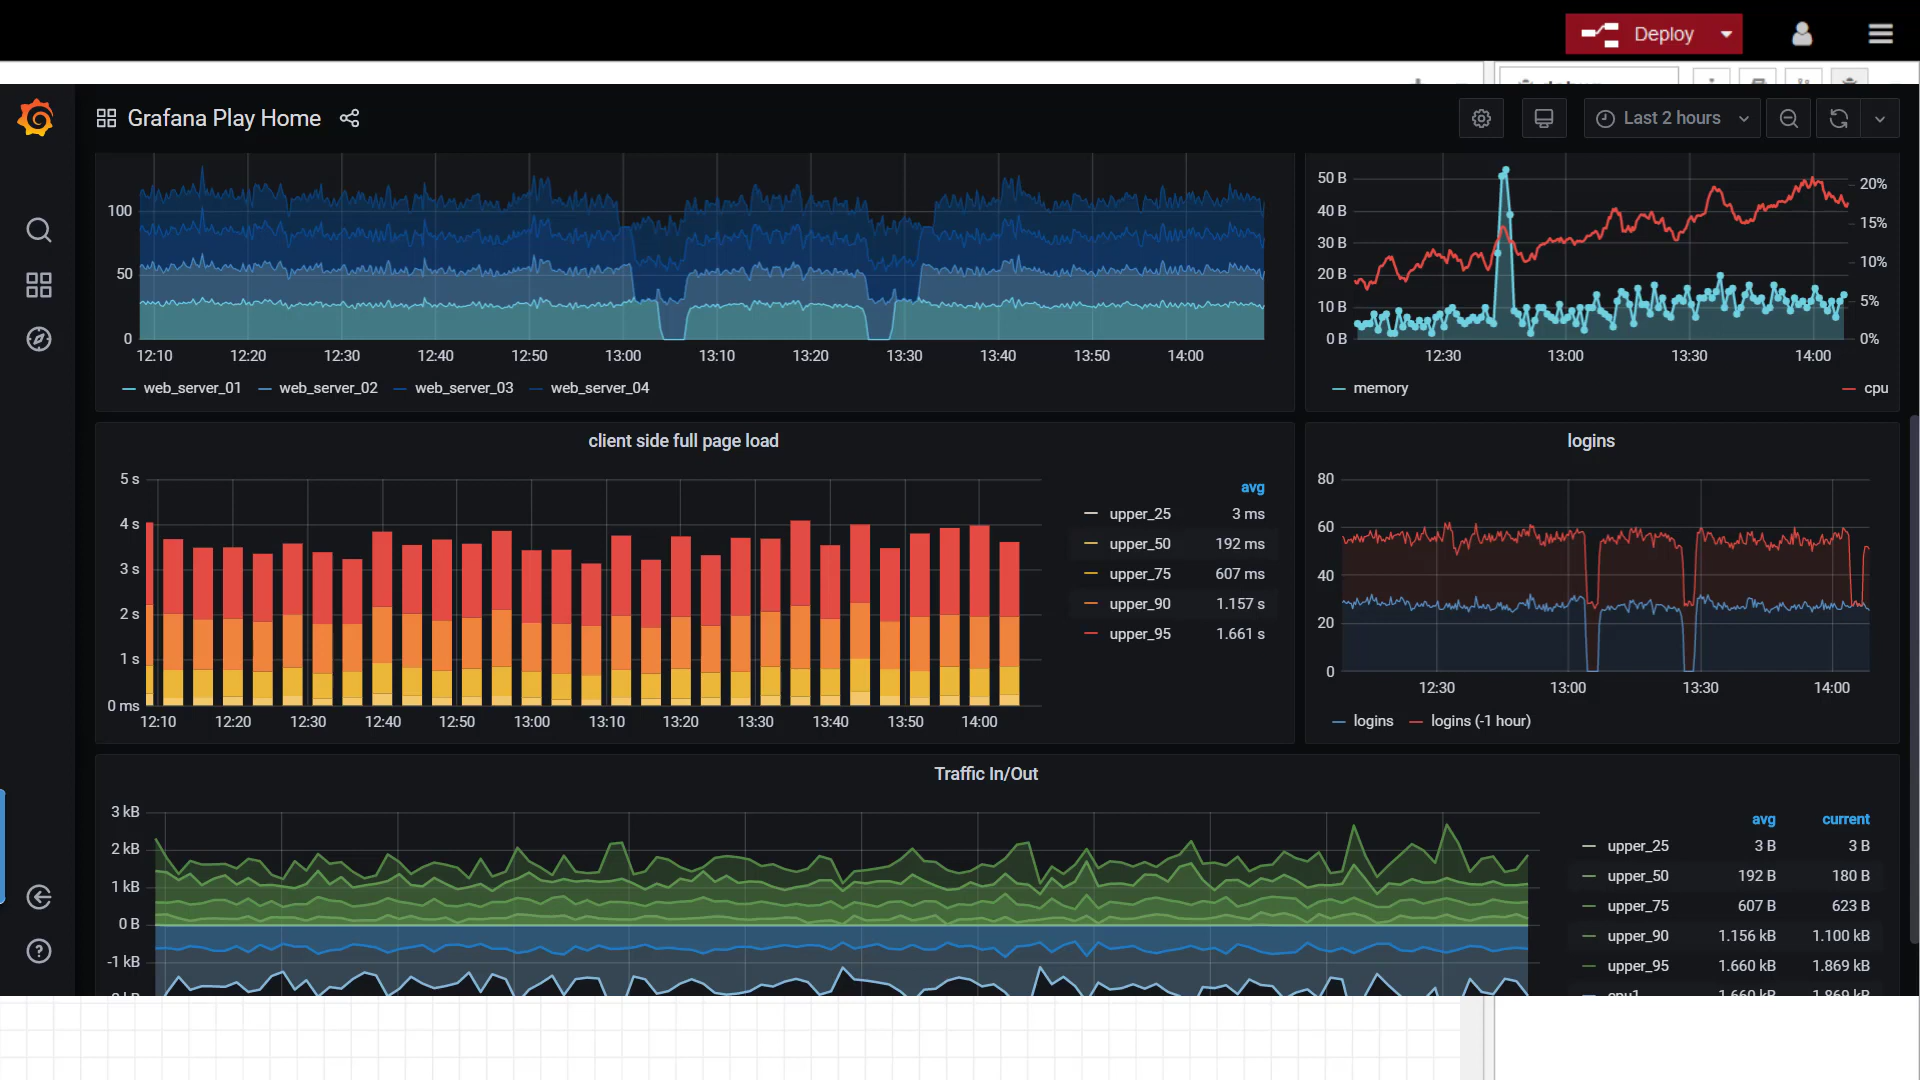 Deploy
Grafana Play Home
Last 2 hours
100
50
0
12:10 12:20 12:30 12:40 12:50 13:00 13:10 13:20 13:30 13:40 13:50 14:00
web_server_01 web_server_02 web_server_03 web_server_04
50 B
40 B
30 B
20 B
10 B
0 B
20%
15%
10%
5%
0%
12:30 13:00 13:30 14:00
memory cpu
client side full page load
5 s
4 s
3 s
2 s
1 s
0 ms
12:10 12:20 12:30 12:40 12:50 13:00 13:10 13:20 13:30 13:40 13:50 14:00
avg
upper_25 3 ms
upper_50 192 ms
upper_75 607 ms
upper_90 1.157 s
upper_95 1.661 s
logins
80
60
40
20
0
12:30 13:00 13:30 14:00
logins logins (-1 hour)
Traffic In/Out
3 kB
2 kB
1 kB
0 B
-1 kB
avg current
upper_25 3 B 3 B
upper_50 192 B 180 B
upper_75 607 B 623 B
upper_90 1.156 kB 1.100 kB
upper_95 1.660 kB 1.869 kB
1.660 kB 1.869 kB